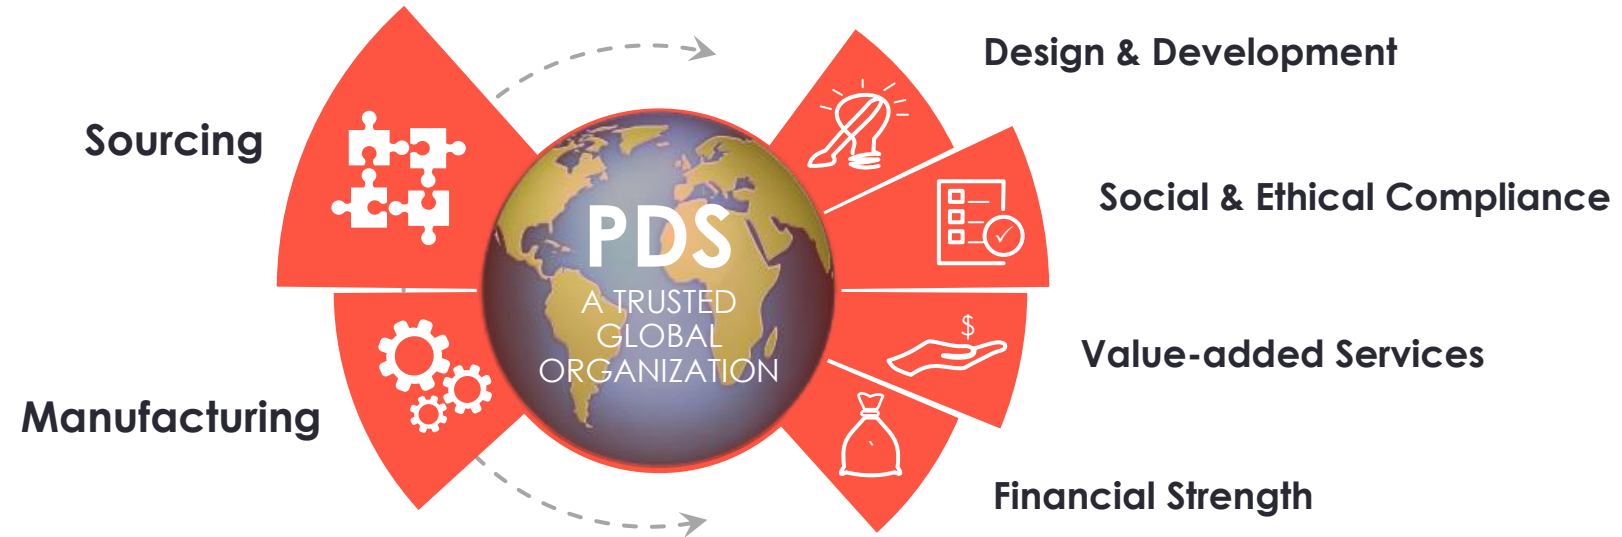 Sourcing
Manufacturing
PDS
A TRUSTED
GLOBAL
ORGANIZATION
Design & Development
Social & Ethical Compliance
$
Value-added Services
Financial Strength